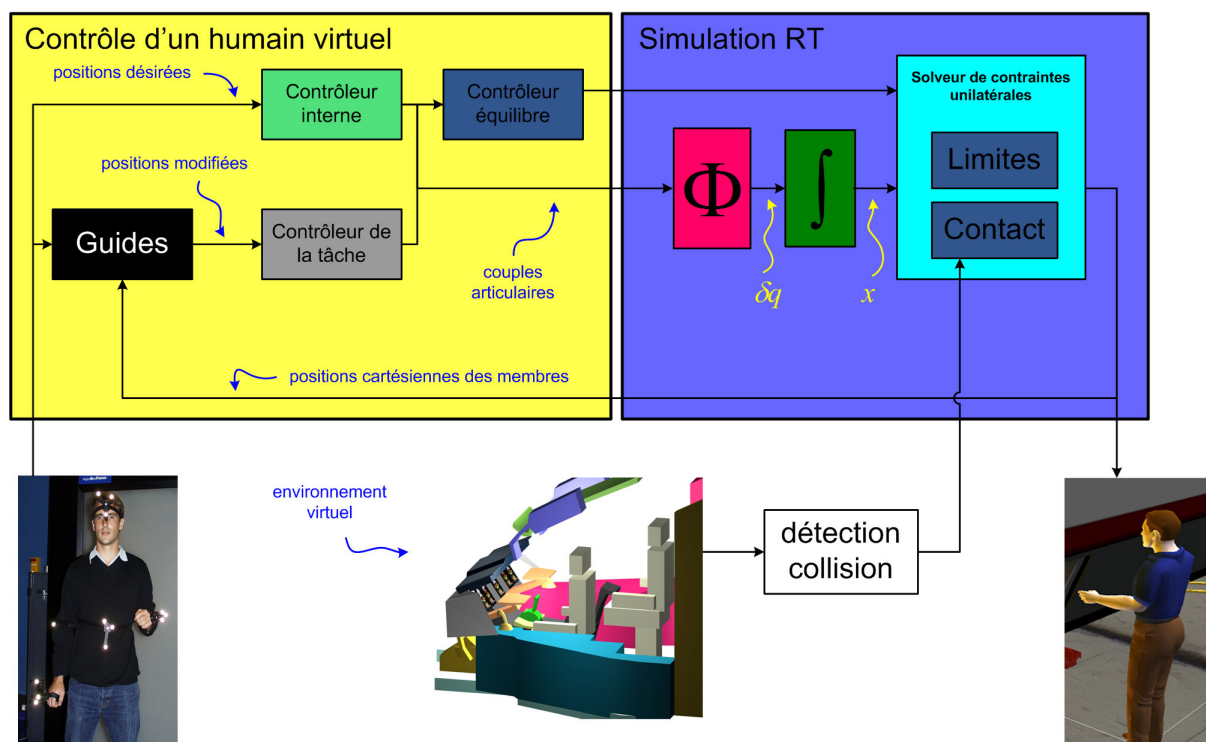 Contrôle d'un humain virtuel
Simulation RT
positions désirées
Contrôleur
interne
Contrôleur
équilibre
Solveur de contraintes
unilatérales
positions modifiées
Limites
Φ
∫
Guides
Contrôleur de
la tâche
Contact
couples
articulaires
δq
x
positions cartésiennes des membres
environnement
virtuel
détection
collision